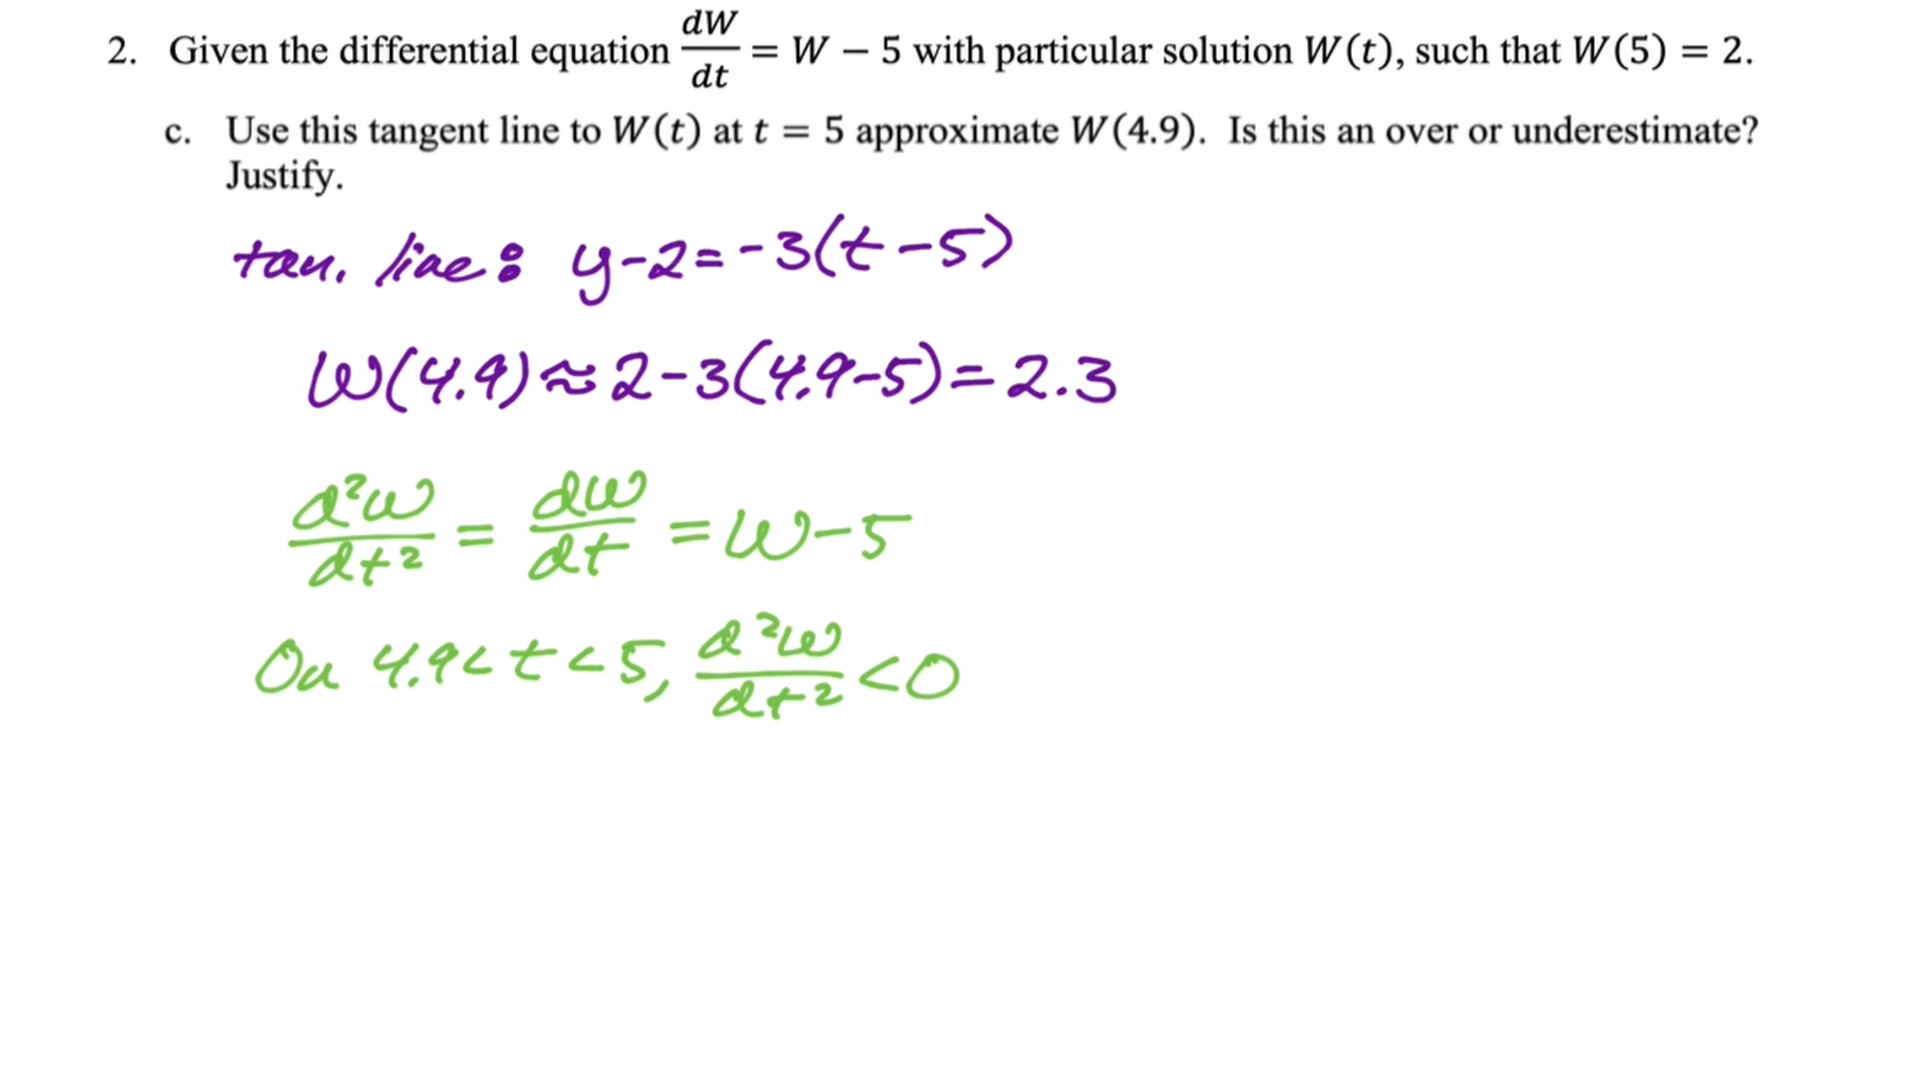 2. Given the differential equation dW/dt = W − 5 with particular solution W(t), such that W(5) = 2.
c. Use this tangent line to W(t) at t = 5 approximate W(4.9). Is this an over or underestimate?
Justify.
tan. line: y-2=-3(t-5)
W(4.9)≈2-3(4.9-5)=2.3
d²w/dt² = dw/dt = W-5
On 4.9<t<5, d²w/dt² <0